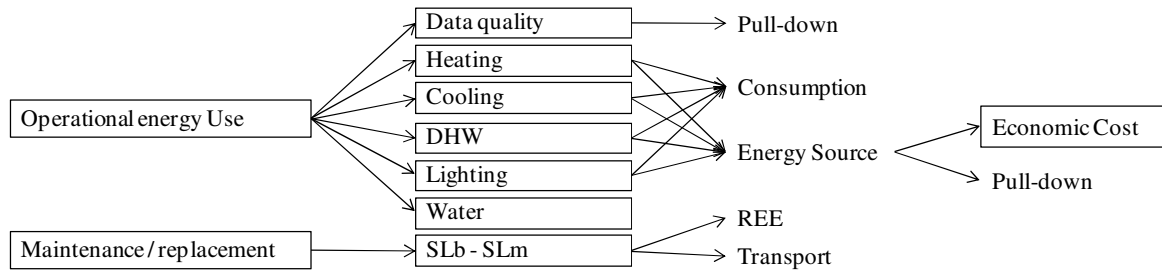 Data quality
Pull-down
Heating
Consumption
Cooling
Operational energy Use
Economic Cost
DHW
Energy Source
Lighting
Pull-down
Water
REE
Maintenance / replacement
SLb - SLm
Transport